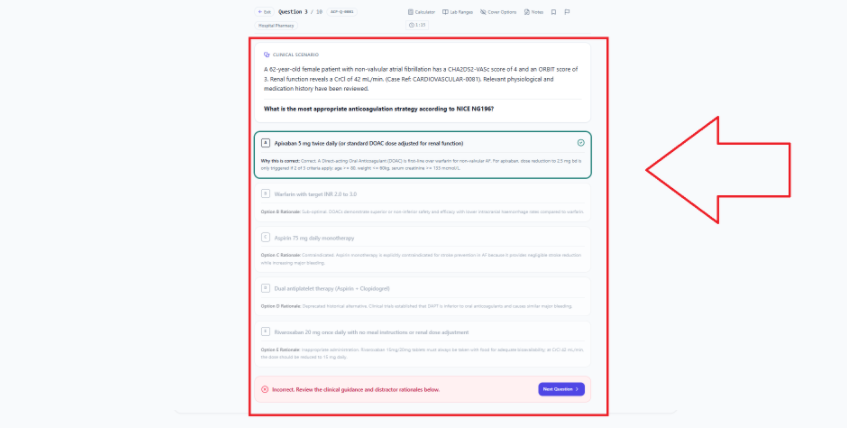 Exit Question 3 / 20 GCP-Q-0081 Calculator Lab Ranges Cover Options Notes
Hospital Pharmacy
CLINICAL SCENARIO
A 62-year-old female patient with non-valvular atrial fibrillation has a CHA2DS2-VASc score of 4 and an ORBIT score of
3. Renal function reveals a CrCl of 42 mL/min. (Case Ref: CARDIOVASCULAR-0081). Relevant physiological and
medication history have been reviewed.
What is the most appropriate anticoagulation strategy according to NICE NG196?
A Apixaban 5 mg twice daily (or standard DOAC dose adjusted for renal function)
Why this is correct: Correct: A Direct-acting Oral Anticoagulant (DOAC) is first-line over warfarin for non-valvular AF. For apixaban, dose reduction to 2.5 mg bd is
only triggered if 2 of 3 criteria apply: age >= 80, weight <= 60kg, serum creatinine >= 133 mcmol/L.
B Warfarin with target INR 2.0 to 3.0
Option B Rationale: Sub-optimal. DOACs demonstrate superior or non-inferior safety and efficacy with lower intracranial haemorrhage rates compared to warfarin.
C Aspirin 75 mg daily monotherapy
Option C Rationale: Contraindicated. Aspirin monotherapy is explicitly contraindicated for stroke prevention in AF because it provides negligible stroke reduction
while increasing major bleeding.
D Dual antiplatelet therapy (Aspirin + Clopidogrel)
Option D Rationale: Deprecated historical alternative. Clinical trials established that DAPT is inferior to oral anticoagulants and causes similar major bleeding.
E Rivaroxaban 20 mg once daily with no meal instructions or renal dose adjustment
Option E Rationale: Inappropriate administration. Rivaroxaban 15mg/20mg tablets must always be taken with food for adequate bioavailability; at CrCl 42 mL/min,
the dose should be reduced to 15 mg daily.
Incorrect. Review the clinical guidance and distractor rationales below. Next Question